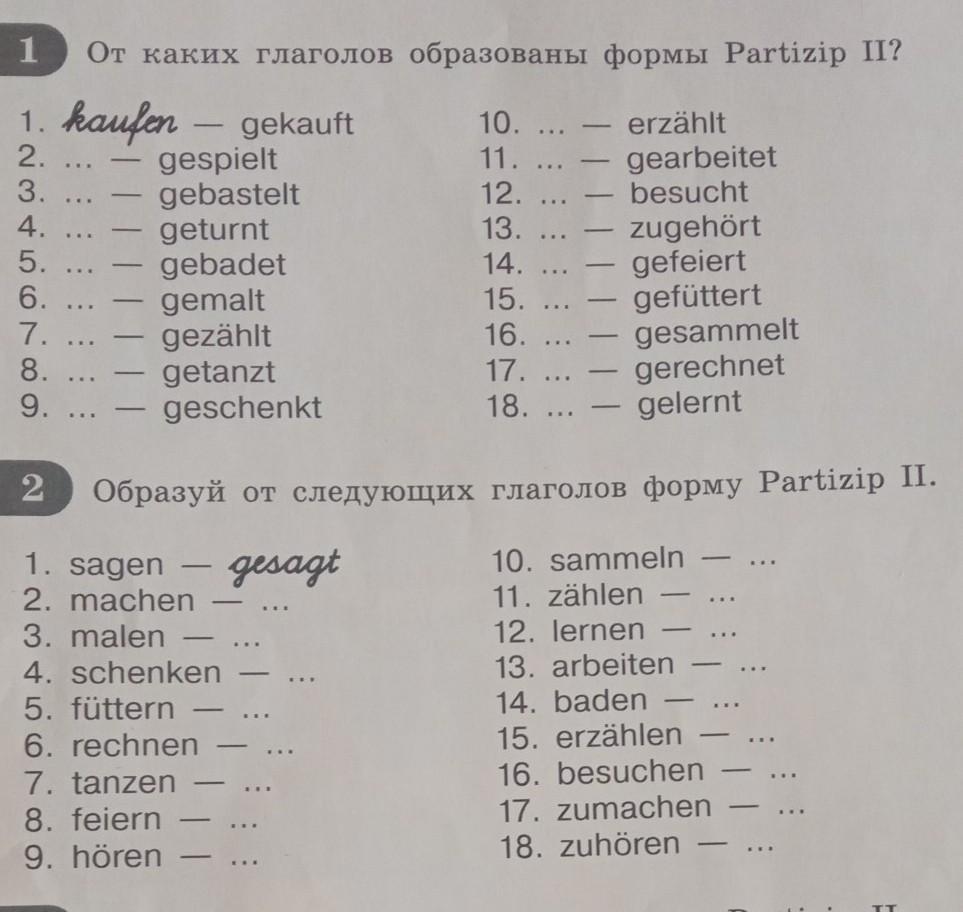 1 От каких глаголов образованы формы Partizip II?
1. kaufen — gekauft
2. ... — gespielt
3. ... — gebastelt
4. ... — geturnt
5. ... — gebadet
6. ... — gemalt
7. ... — gezählt
8. ... — getanzt
9. ... — geschenkt
10. ... — erzählt
11. ... — gearbeitet
12. ... — besucht
13. ... — zugehört
14. ... — gefeiert
15. ... — gefüttert
16. ... — gesammelt
17. ... — gerechnet
18. ... — gelernt
2 Образуй от следующих глаголов форму Partizip II.
1. sagen — gesagt
2. machen — ...
3. malen — ...
4. schenken — ...
5. füttern — ...
6. rechnen — ...
7. tanzen — ...
8. feiern — ...
9. hören — ...
10. sammeln — ...
11. zählen — ...
12. lernen — ...
13. arbeiten — ...
14. baden — ...
15. erzählen — ...
16. besuchen — ...
17. zumachen — ...
18. zuhören — ...